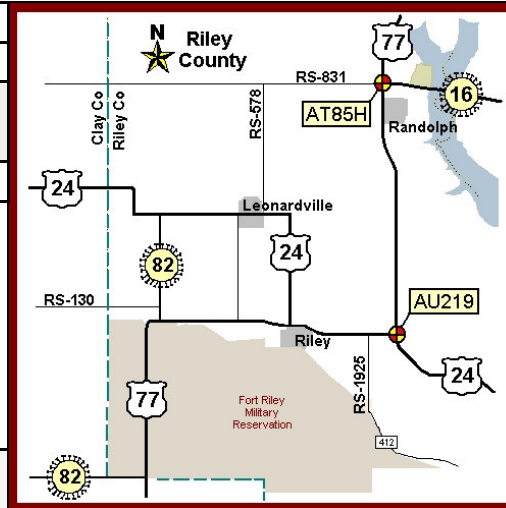 N
Riley
County
77
RS-831
16
AT85H
Randolph
Clay Co
Riley Co
RS-578
24
Leonardville
82
24
RS-130
AU219
Riley
77
RS-1925
24
Fort Riley
Military
Reservation
412
82